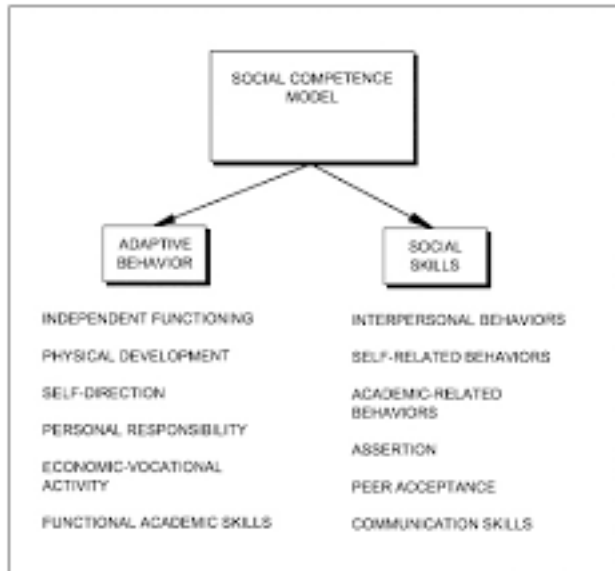 SOCIAL COMPETENCE
MODEL
ADAPTIVE
BEHAVIOR
SOCIAL
SKILLS
INDEPENDENT FUNCTIONING
PHYSICAL DEVELOPMENT
SELF-DIRECTION
PERSONAL RESPONSIBILITY
ECONOMIC-VOCATIONAL
ACTIVITY
FUNCTIONAL ACADEMIC SKILLS
INTERPERSONAL BEHAVIORS
SELF-RELATED BEHAVIORS
ACADEMIC-RELATED
BEHAVIORS
ASSERTION
PEER ACCEPTANCE
COMMUNICATION SKILLS